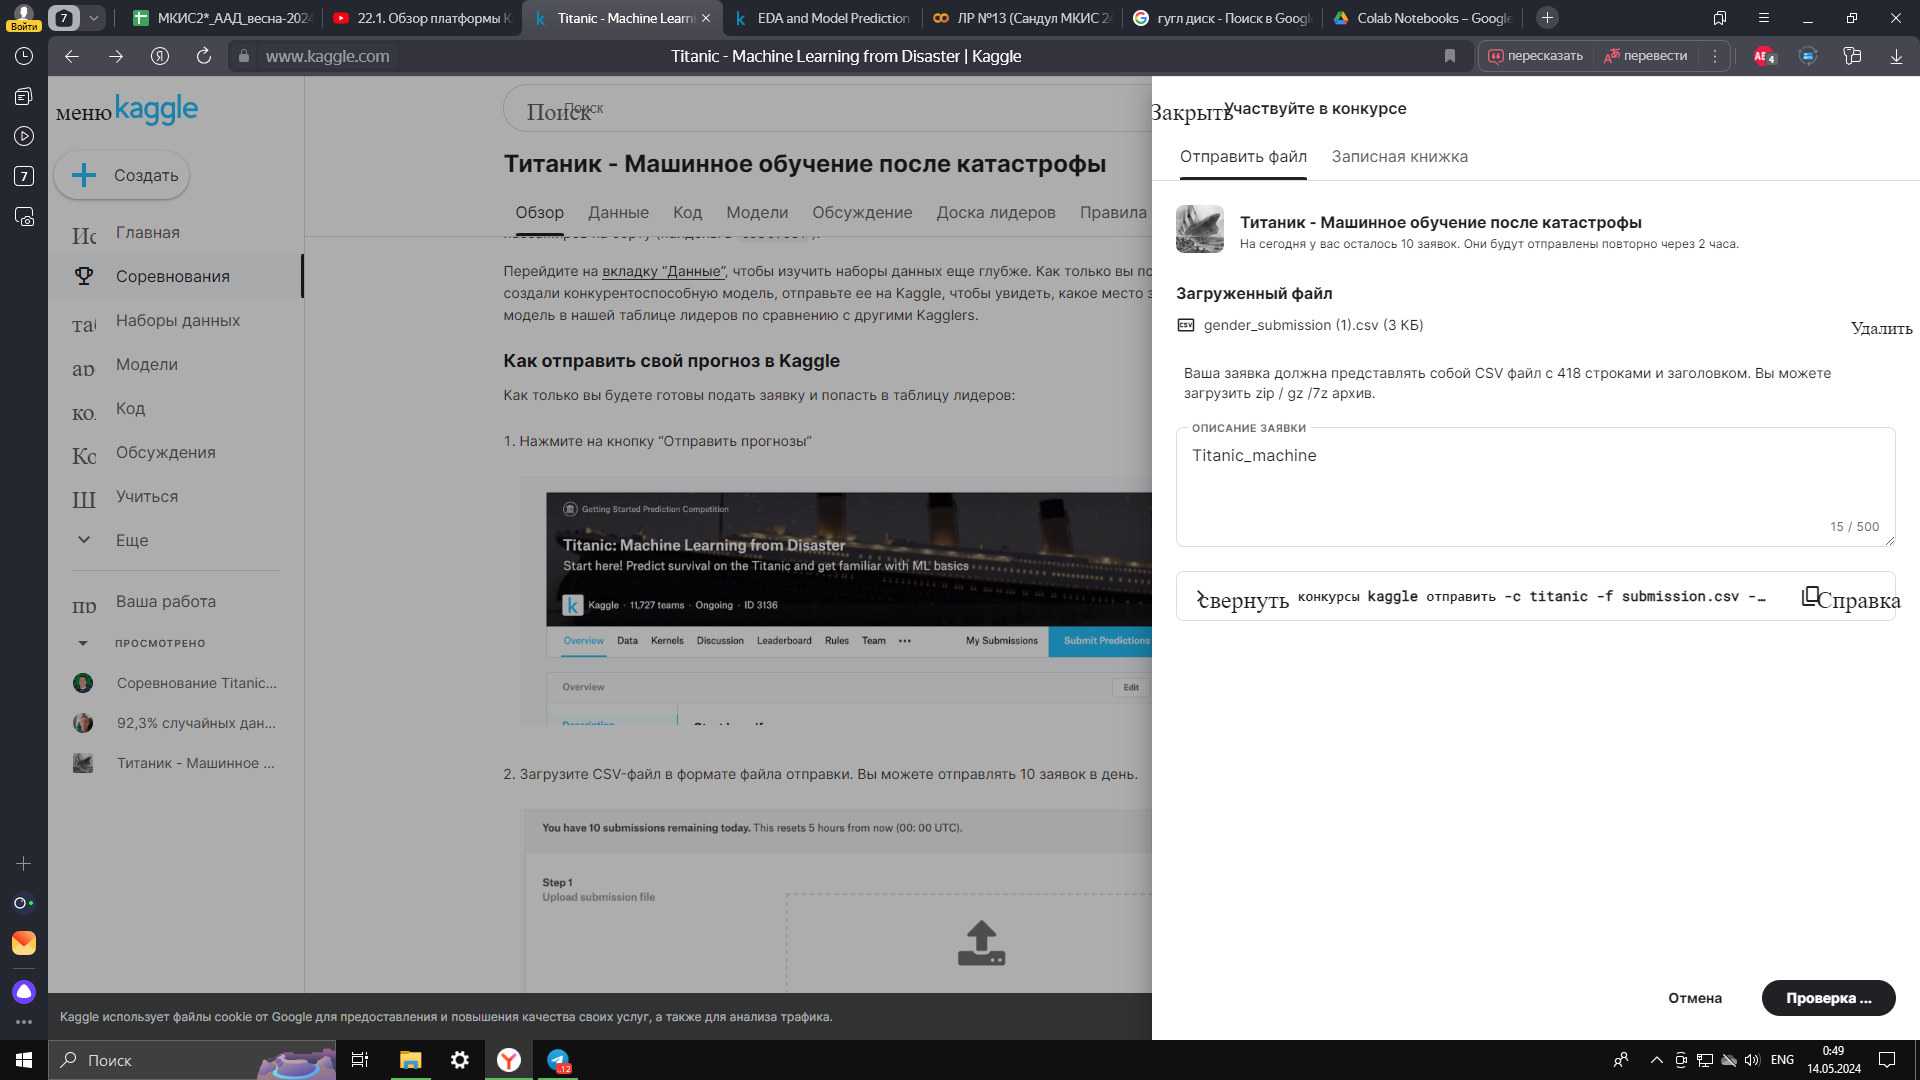 Войти
7
МКИС2*_ААД_весна-2024
22.1. Обзор платформы К
Titanic - Machine Learni
EDA and Model Prediction
ЛР №13 (Сандул МКИС 2
гугл диск - Поиск в Googl
Colab Notebooks – Google
www.kaggle.com
Titanic - Machine Learning from Disaster | Kaggle
пересказать
перевести
4
7
меню
kaggle
Создать
Главная
Соревнования
Наборы данных
Модели
Код
Обсуждения
Учиться
Еще
Ваша работа
ПРОСМОТРЕНО
Соревнование Titanic...
92,3% случайных дан...
Титаник - Машинное ...
Поиск
Поиск
Титаник - Машинное обучение после катастрофы
Обзор
Данные
Код
Модели
Обсуждение
Доска лидеров
Правила
Перейдите на вкладку “Данные”, чтобы изучить наборы данных еще глубже. Как только вы по
создали конкурентоспособную модель, отправьте ее на Kaggle, чтобы увидеть, какое место з
модель в нашей таблице лидеров по сравнению с другими Kagglers.
Как отправить свой прогноз в Kaggle
Как только вы будете готовы подать заявку и попасть в таблицу лидеров:
1. Нажмите на кнопку “Отправить прогнозы”
Getting Started Prediction Competition
Titanic: Machine Learning from Disaster
Start here! Predict survival on the Titanic and get familiar with ML basics
k
Kaggle · 11,727 teams · Ongoing · ID 3136
Overview
Data
Kernels
Discussion
Leaderboard
Rules
Team
My Submissions
Submit Predictions
Overview
Edit
2. Загрузите CSV-файл в формате файла отправки. Вы можете отправлять 10 заявок в день.
You have 10 submissions remaining today. This resets 5 hours from now (00: 00 UTC).
Step 1
Upload submission file
Kaggle использует файлы cookie от Google для предоставления и повышения качества своих услуг, а также для анализа трафика.
Закрыть
Участвуйте в конкурсе
Отправить файл
Записная книжка
Титаник - Машинное обучение после катастрофы
На сегодня у вас осталось 10 заявок. Они будут отправлены повторно через 2 часа.
Загруженный файл
CSV
gender_submission (1).csv (3 КБ)
Удалить
Ваша заявка должна представлять собой CSV файл с 418 строками и заголовком. Вы можете
загрузить zip / gz /7z архив.
ОПИСАНИЕ ЗАЯВКИ
Titanic_machine
15 / 500
свернуть
конкурсы kaggle отправить -c titanic -f submission.csv -…
Справка
Отмена
Проверка ...
Поиск
12
ENG
0:49
14.05.2024